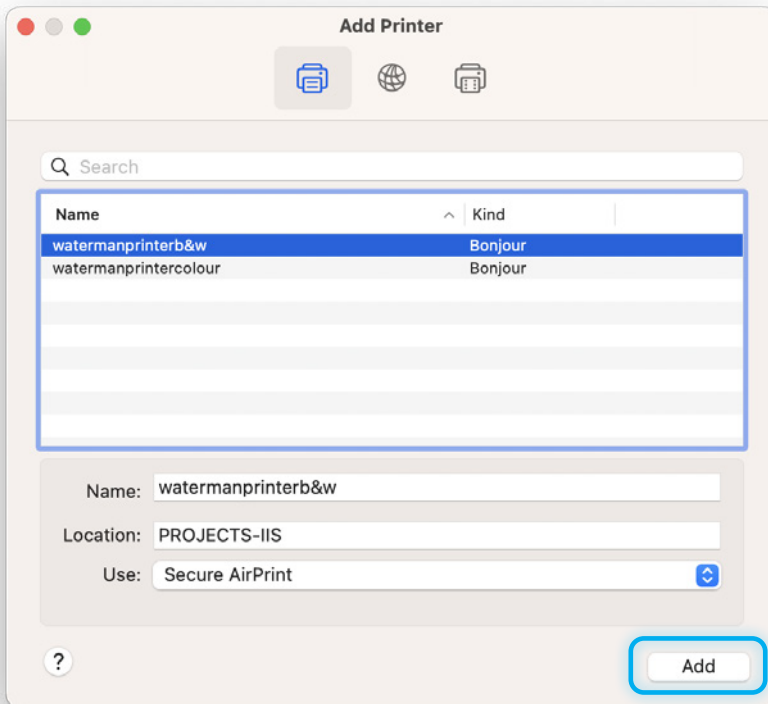 Add Printer
Search
Name Kind
watermanprinterb&w Bonjour
watermanprintercolour Bonjour
Name: watermanprinterb&w
Location: PROJECTS-IIS
Use: Secure AirPrint
? Add